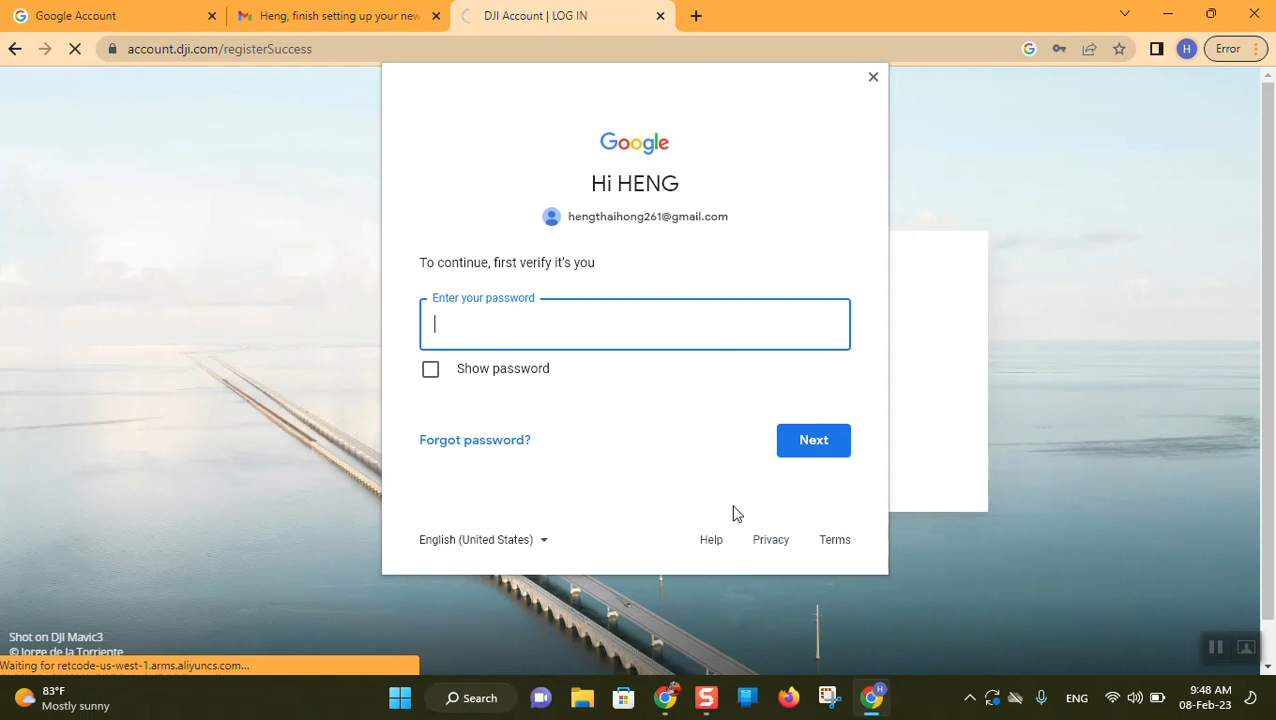 Google Account
Heng, finish setting up your new
DJI Account | LOG IN
account.dji.com/registerSuccess
H
Error
Google
Hi HENG
hengthaihong261@gmail.com
To continue, first verify it's you
Enter your password
Show password
Forgot password?
Next
English (United States)
Help
Privacy
Terms
Shot on DJI Mavic3
© Jorge de la Torriente
Waiting for retcode-us-west-1.arms.aliyuncs.com...
83°F
Mostly sunny
Search
ENG
9:48 AM
08-Feb-23